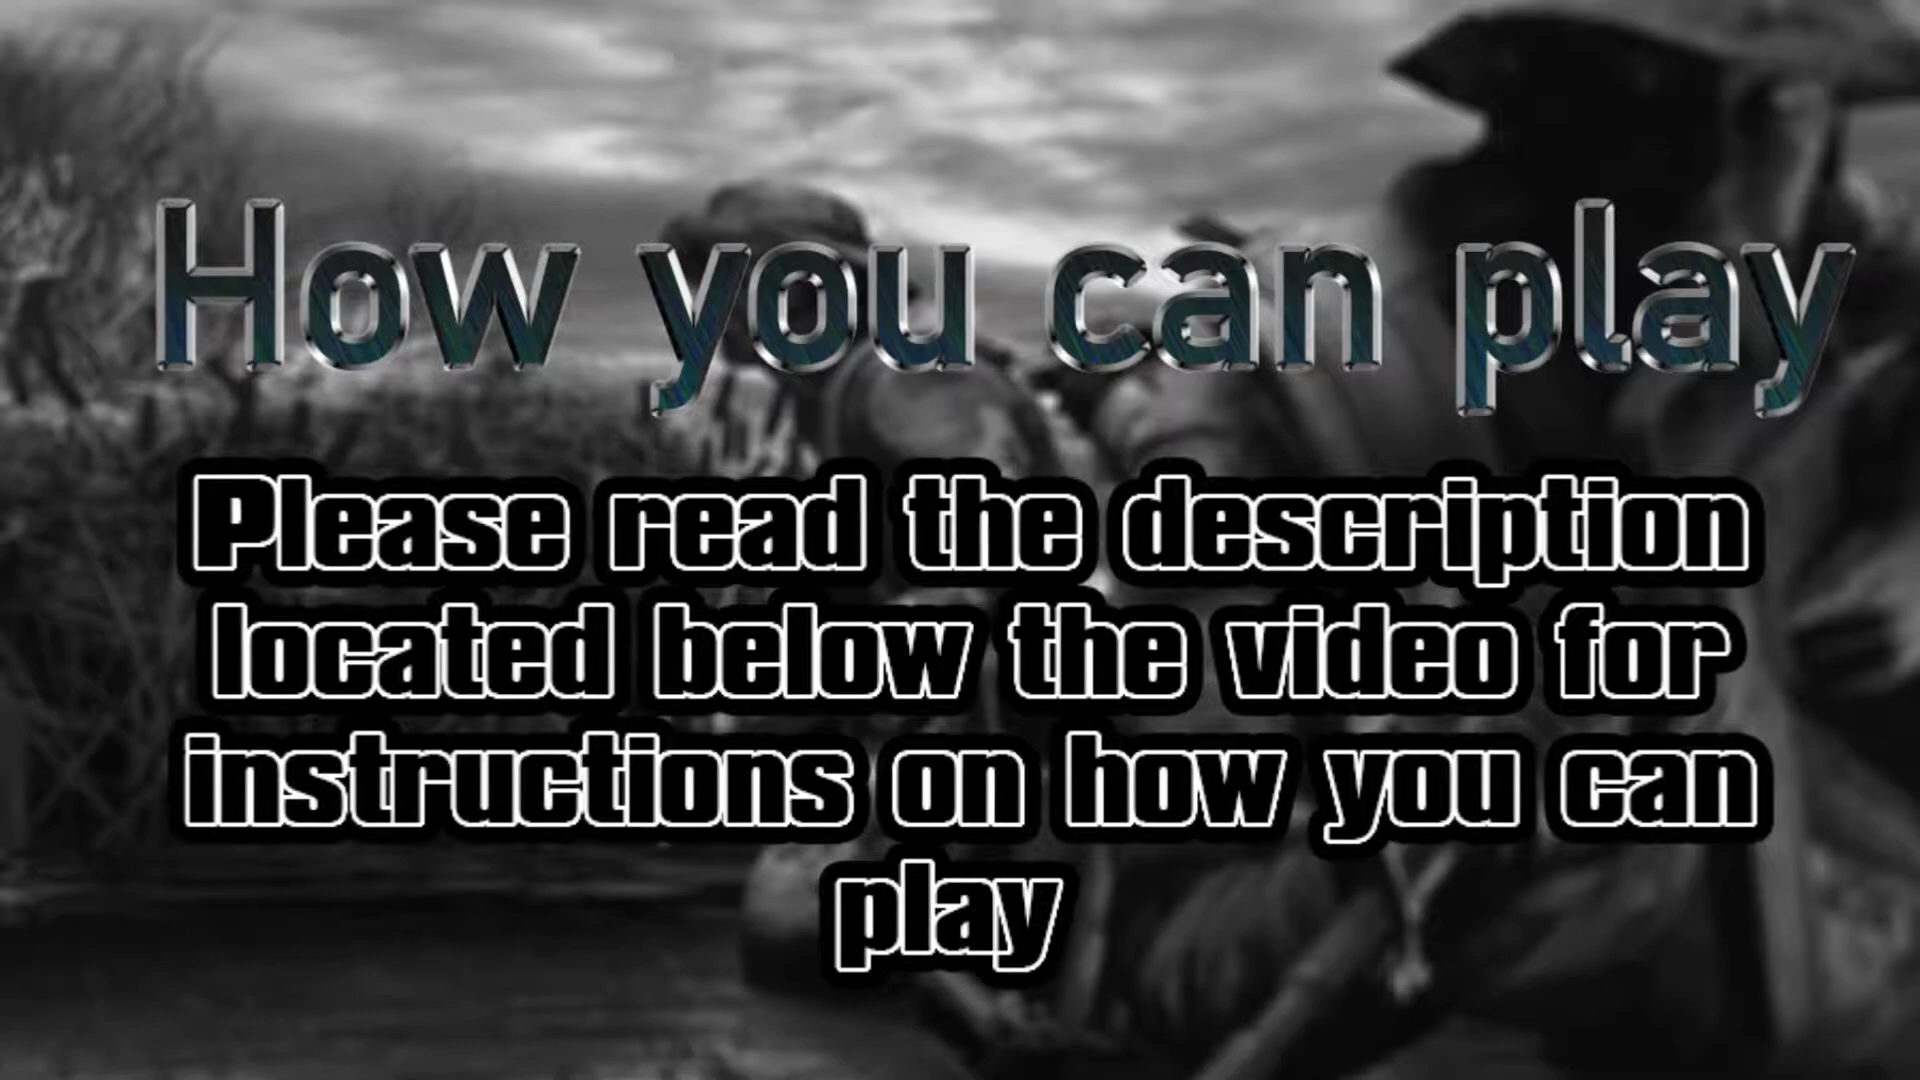 How you can play
Please read the description
located below the video for
instructions on how you can
play